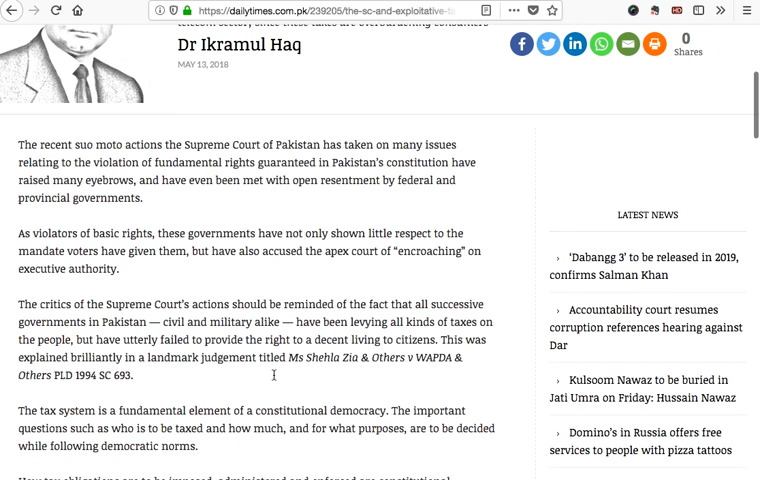 https://dailytimes.com.pk/239205/the-sc-and-exploitative-ta
telecom sector, since these taxes are overburdening consumers
Dr Ikramul Haq
MAY 13, 2018
0
Shares
The recent suo moto actions the Supreme Court of Pakistan has taken on many issues
relating to the violation of fundamental rights guaranteed in Pakistan's constitution have
raised many eyebrows, and have even been met with open resentment by federal and
provincial governments.
As violators of basic rights, these governments have not only shown little respect to the
mandate voters have given them, but have also accused the apex court of “encroaching” on
executive authority.
The critics of the Supreme Court's actions should be reminded of the fact that all successive
governments in Pakistan — civil and military alike — have been levying all kinds of taxes on
the people, but have utterly failed to provide the right to a decent living to citizens. This was
explained brilliantly in a landmark judgement titled Ms Shehla Zia & Others v WAPDA &
Others PLD 1994 SC 693.
The tax system is a fundamental element of a constitutional democracy. The important
questions such as who is to be taxed and how much, and for what purposes, are to be decided
while following democratic norms.
How tax obligations are to be imposed, administered and enforced are constitutional
LATEST NEWS
› ‘Dabangg 3’ to be released in 2019,
confirms Salman Khan
› Accountability court resumes
corruption references hearing against
Dar
› Kulsoom Nawaz to be buried in
Jati Umra on Friday: Hussain Nawaz
› Domino’s in Russia offers free
services to people with pizza tattoos